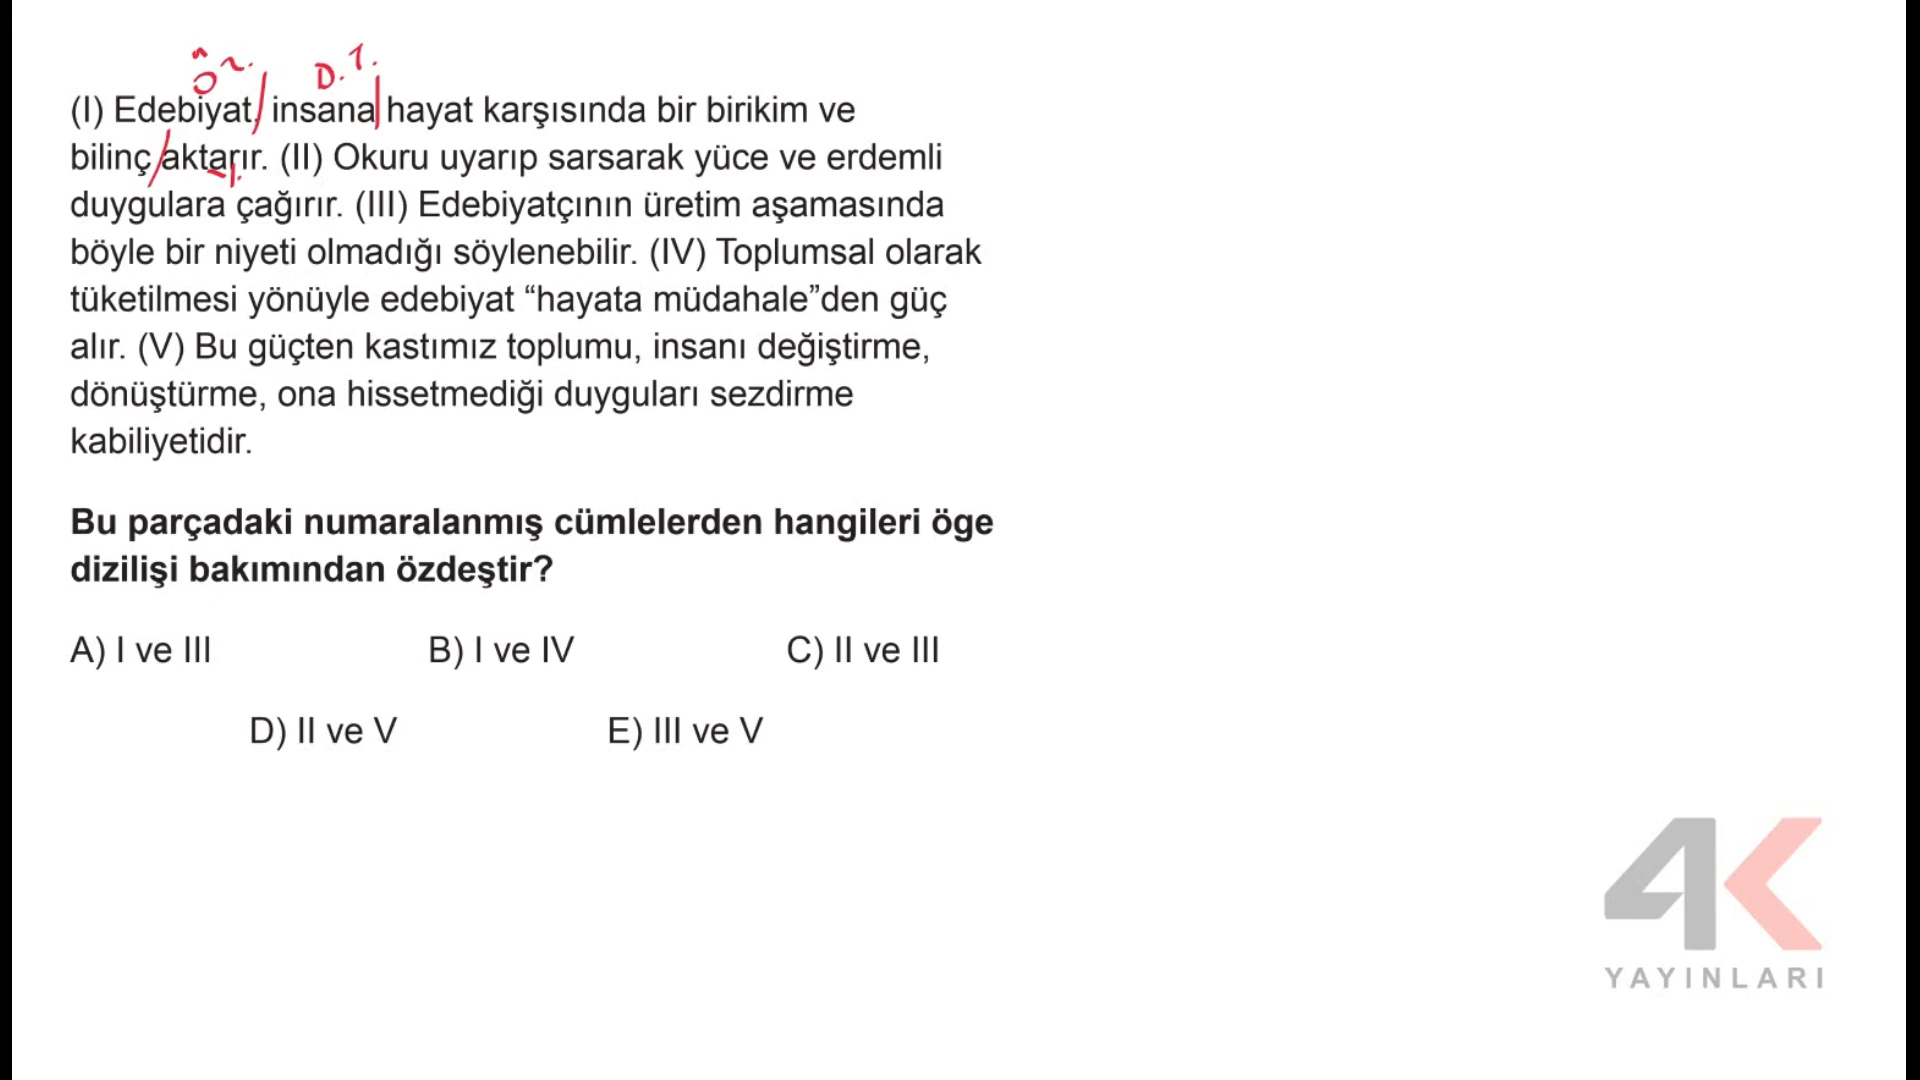 Ö z.
D.T.
(I) Edebiyat, insana hayat karşısında bir birikim ve
bilinç aktarır. (II) Okuru uyarıp sarsarak yüce ve erdemli
duygulara çağırır. (III) Edebiyatçının üretim aşamasında
böyle bir niyeti olmadığı söylenebilir. (IV) Toplumsal olarak
tüketilmesi yönüyle edebiyat “hayata müdahale”den güç
alır. (V) Bu güçten kastımız toplumu, insanı değiştirme,
dönüştürme, ona hissetmediği duyguları sezdirme
kabiliyetidir.
Bu parçadaki numaralanmış cümlelerden hangileri öge
dizilişi bakımından özdeştir?
A) I ve III B) I ve IV C) II ve III
D) II ve V E) III ve V
4K
YAYINLARI